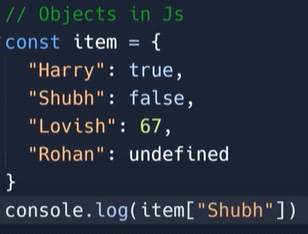 // Objects in Js
const item = {
  "Harry": true,
  "Shubh": false,
  "Lovish": 67,
  "Rohan": undefined
}
console.log(item["Shubh"])